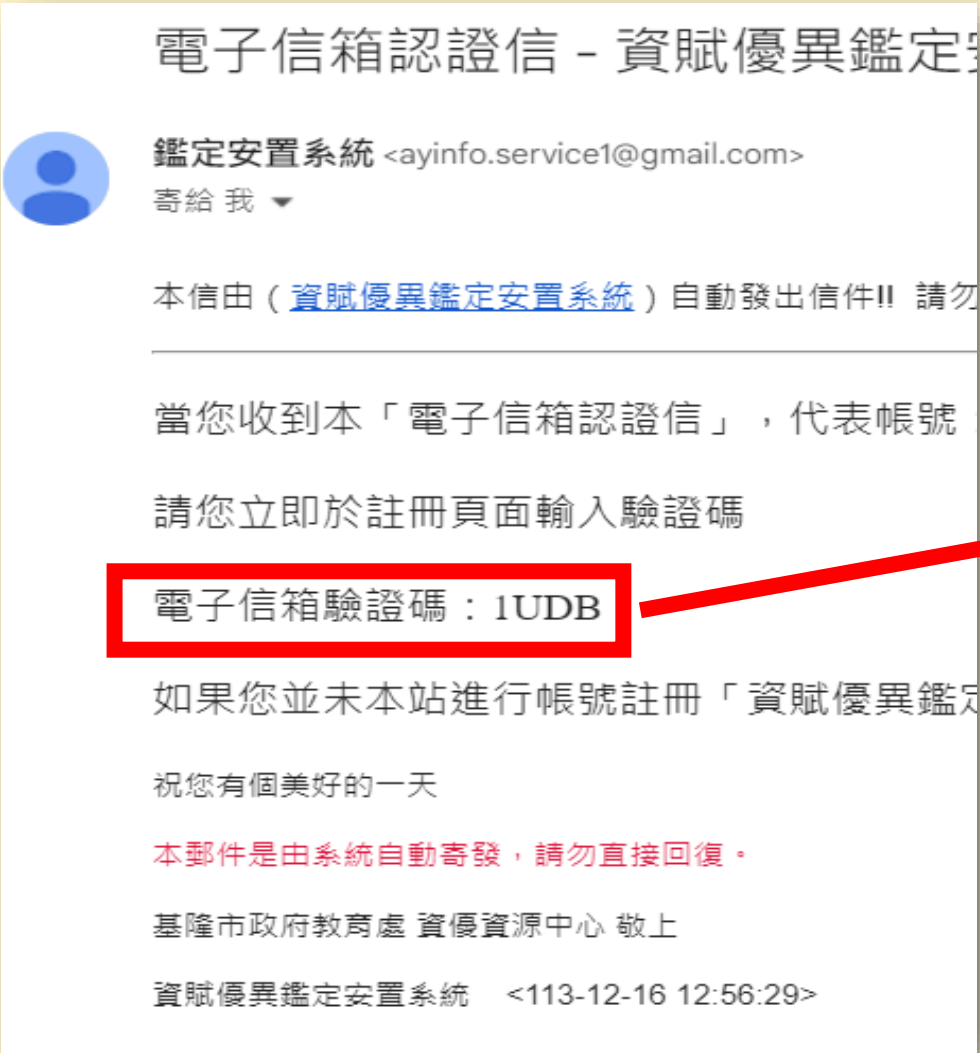 電子信箱認證信 - 資賦優異鑑定
鑑定安置系統 <ayinfo.service1@gmail.com>
寄給 我
本信由 ( 資賦優異鑑定安置系統 ) 自動發出信件!! 請勿
當您收到本「電子信箱認證信」，代表帳號
請您立即於註冊頁面輸入驗證碼
電子信箱驗證碼：1UDB
如果您並未本站進行帳號註冊「資賦優異鑑定
祝您有個美好的一天
本郵件是由系統自動寄發，請勿直接回復。
基隆市政府教育處 資優資源中心 敬上
資賦優異鑑定安置系統 <113-12-16 12:56:29>